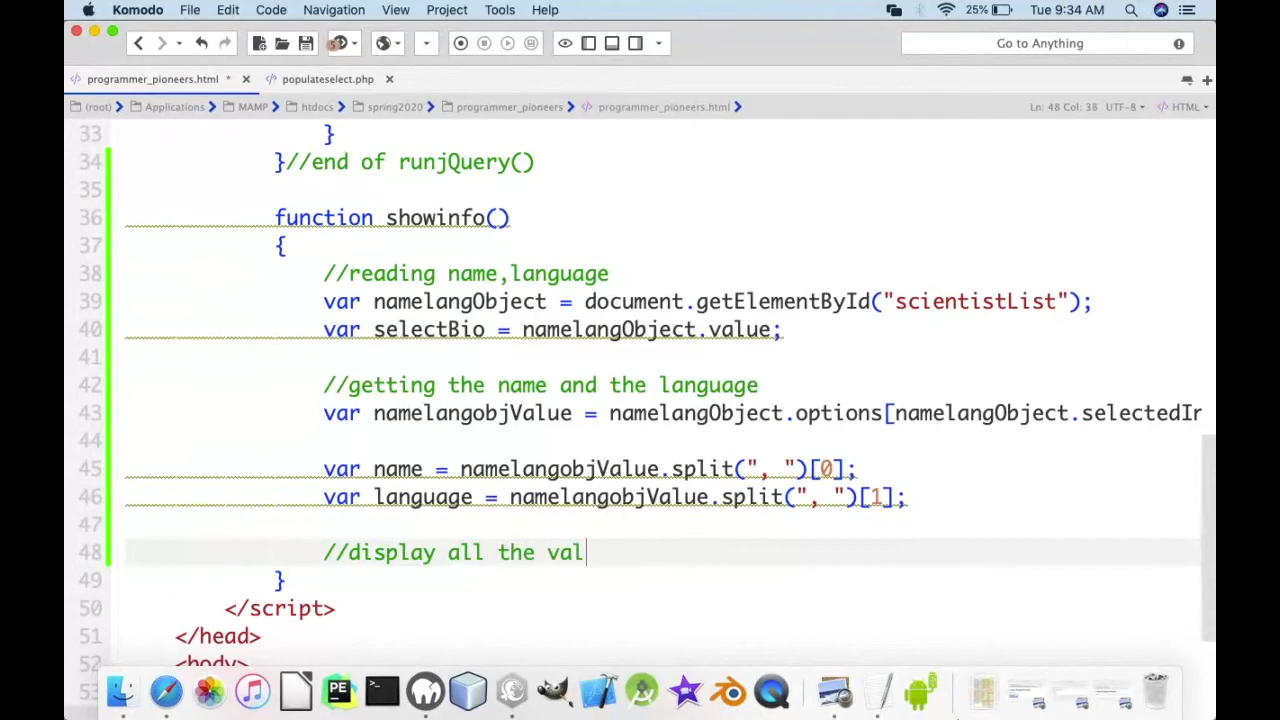 Komodo File Edit Code Navigation View Project Tools Help 25% Tue 9:34 AM
Go to Anything
programmer_pioneers.html * populateselect.php
(root) Applications MAMP htdocs spring2020 programmer_pioneers programmer_pioneers.html Ln: 48 Col: 38 UTF-8 HTML
33 }
34 }//end of runjQuery()
35
36 function showinfo()
37 {
38 //reading name,language
39 var namelangObject = document.getElementById("scientistList");
40 var selectBio = namelangObject.value;
41
42 //getting the name and the language
43 var namelangobjValue = namelangObject.options[namelangObject.selectedIn
44
45 var name = namelangobjValue.split(", ")[0];
46 var language = namelangobjValue.split(", ")[1];
47
48 //display all the val
49 }
50 </script>
51 </head>
52 <body>
53
PE